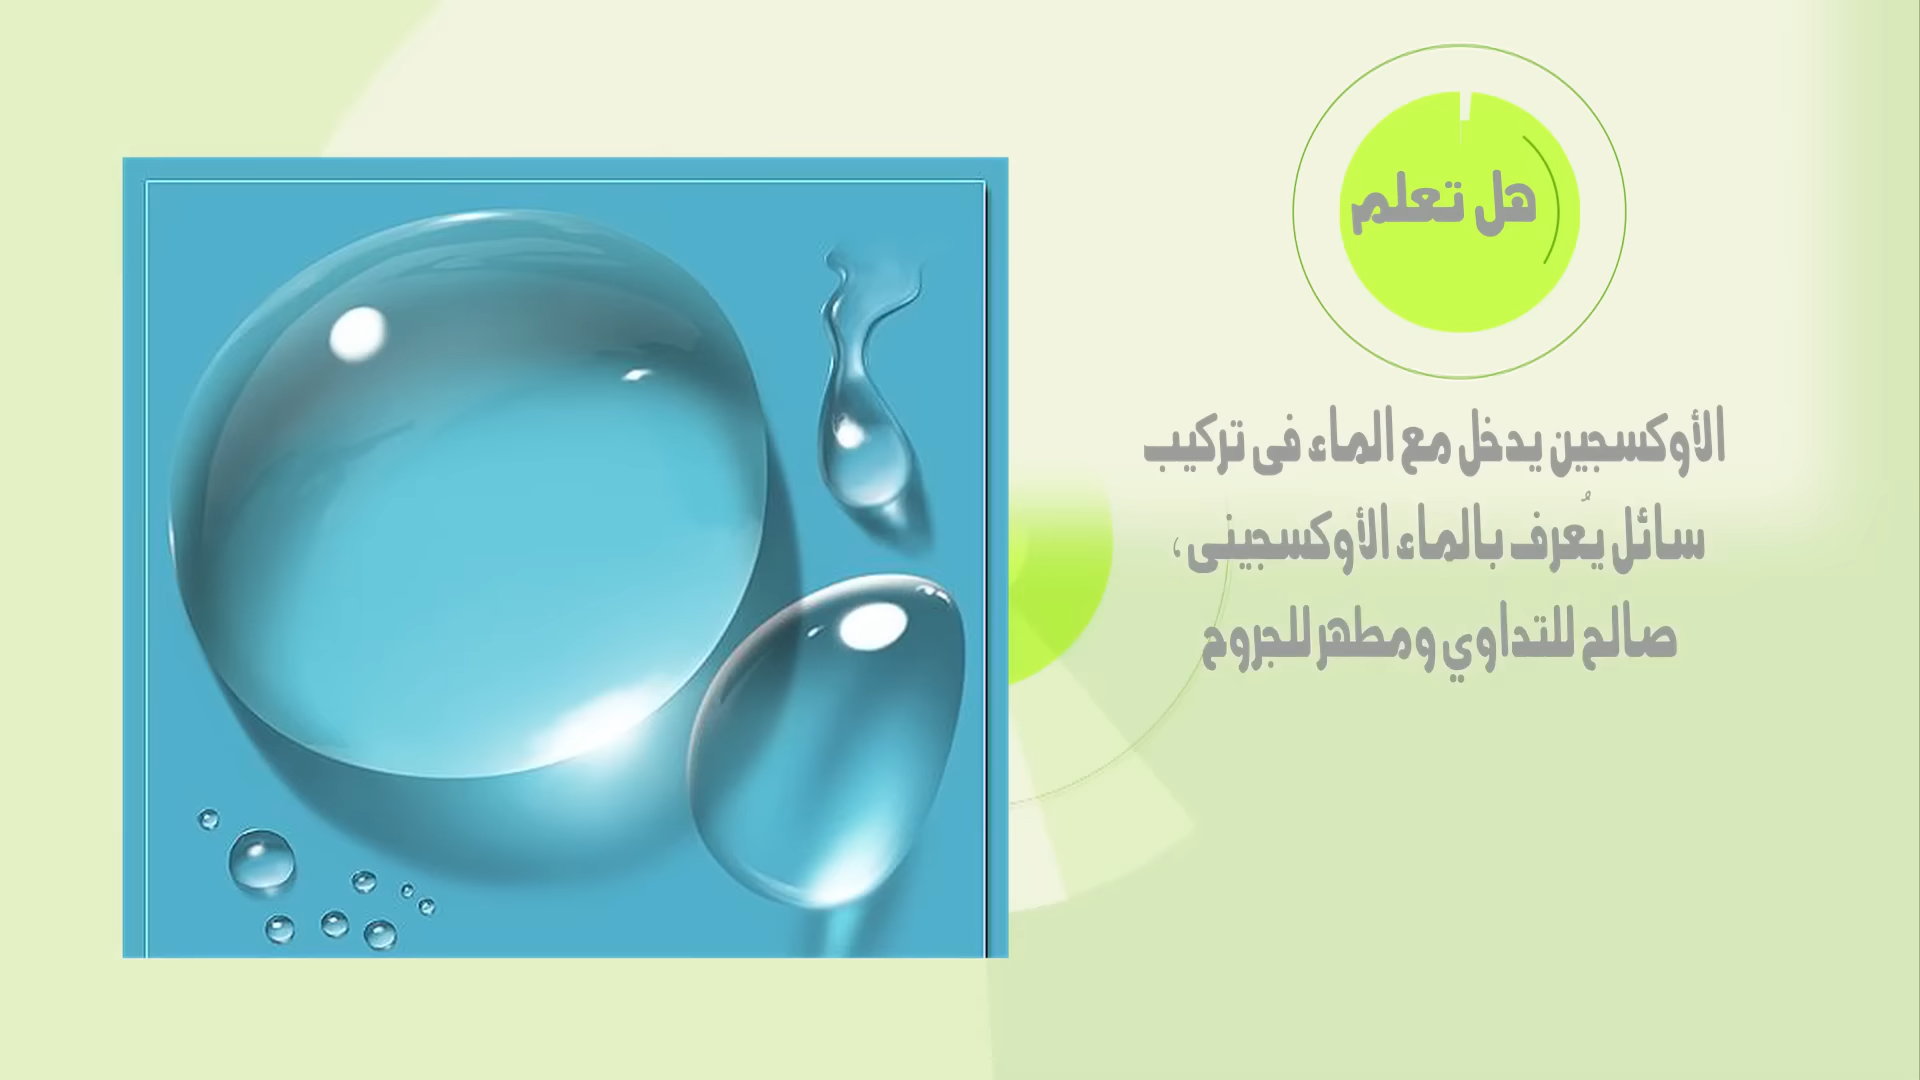 هل تعلم
الأوكسجين يدخل مع الماء فى تركيب
سائل يُعرف بالماء الأوكسجينى ،
صالح للتداوي ومطهر للجروح